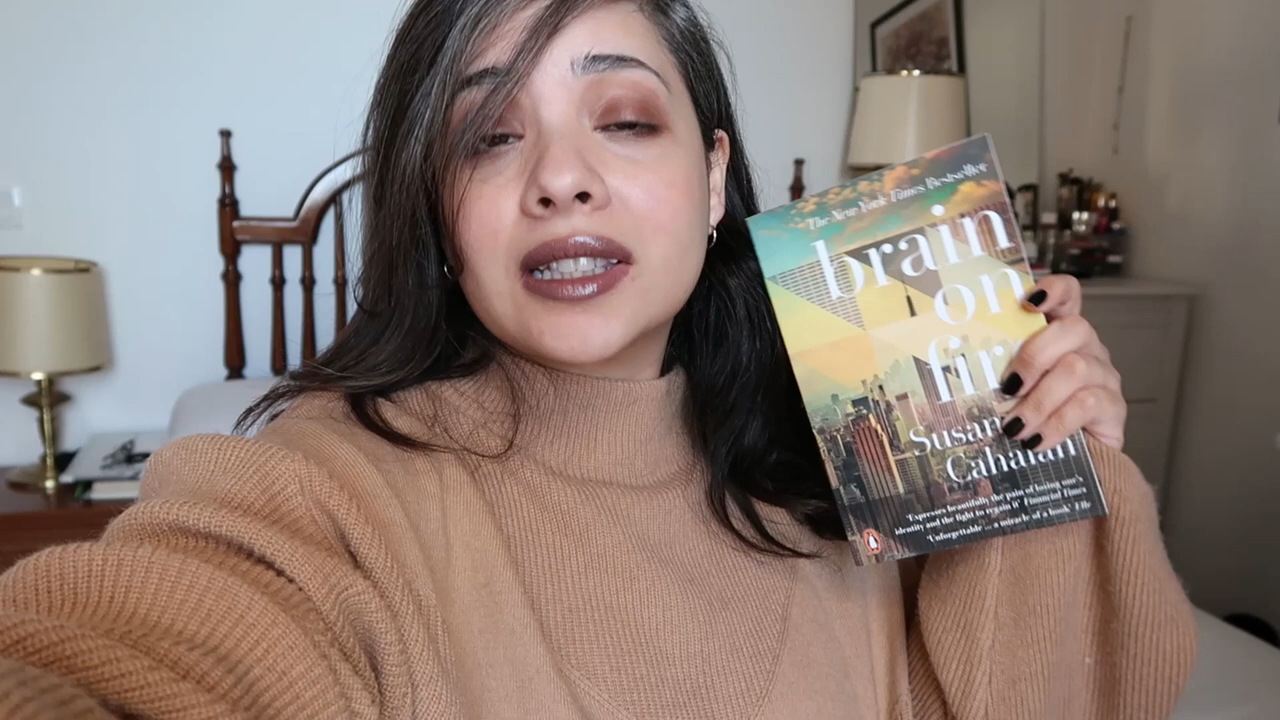 The New York Times Bestseller
brain
on
fir
Susan
Cahalan
'Expresses beautifully the pain of losing one's
identity and the fight to regain it' Financial Times
'Unforgettable ... a miracle of a book' Elle